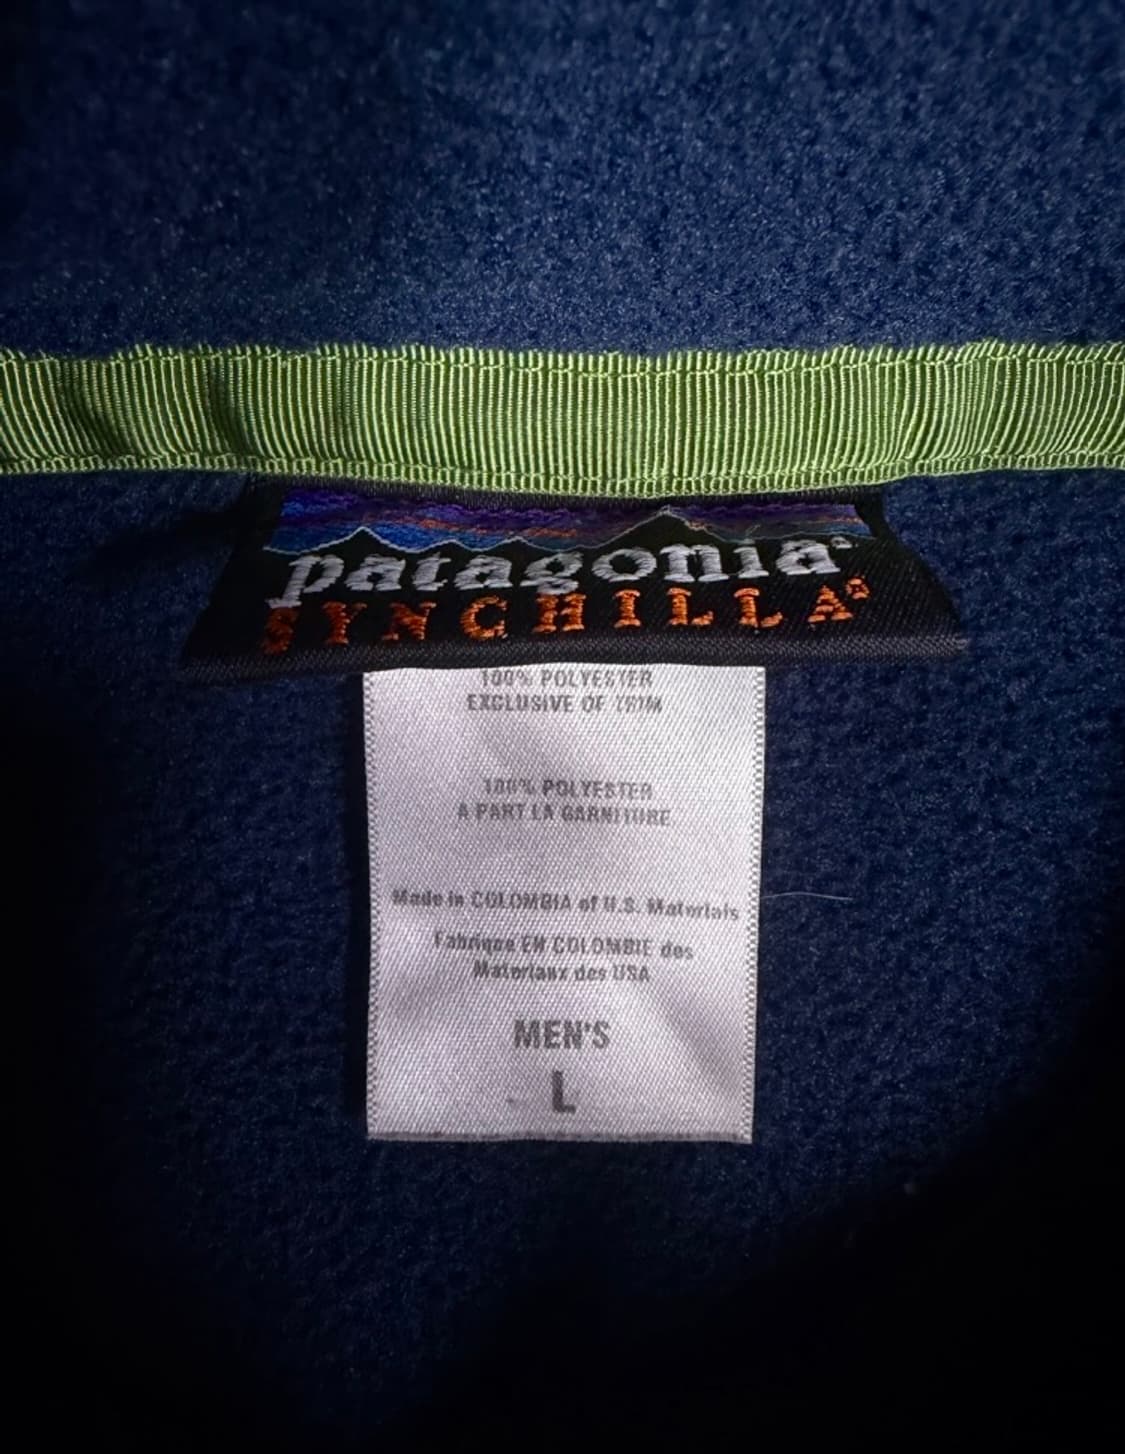 patagonia®
SYNCHILLA®
100% POLYESTER
EXCLUSIVE OF TRIM
100% POLYESTER
A PART LA GARNITURE
Made in COLOMBIA of U.S. Materials
Fabrique EN COLOMBIE des
Materiaux des USA
MEN'S
L